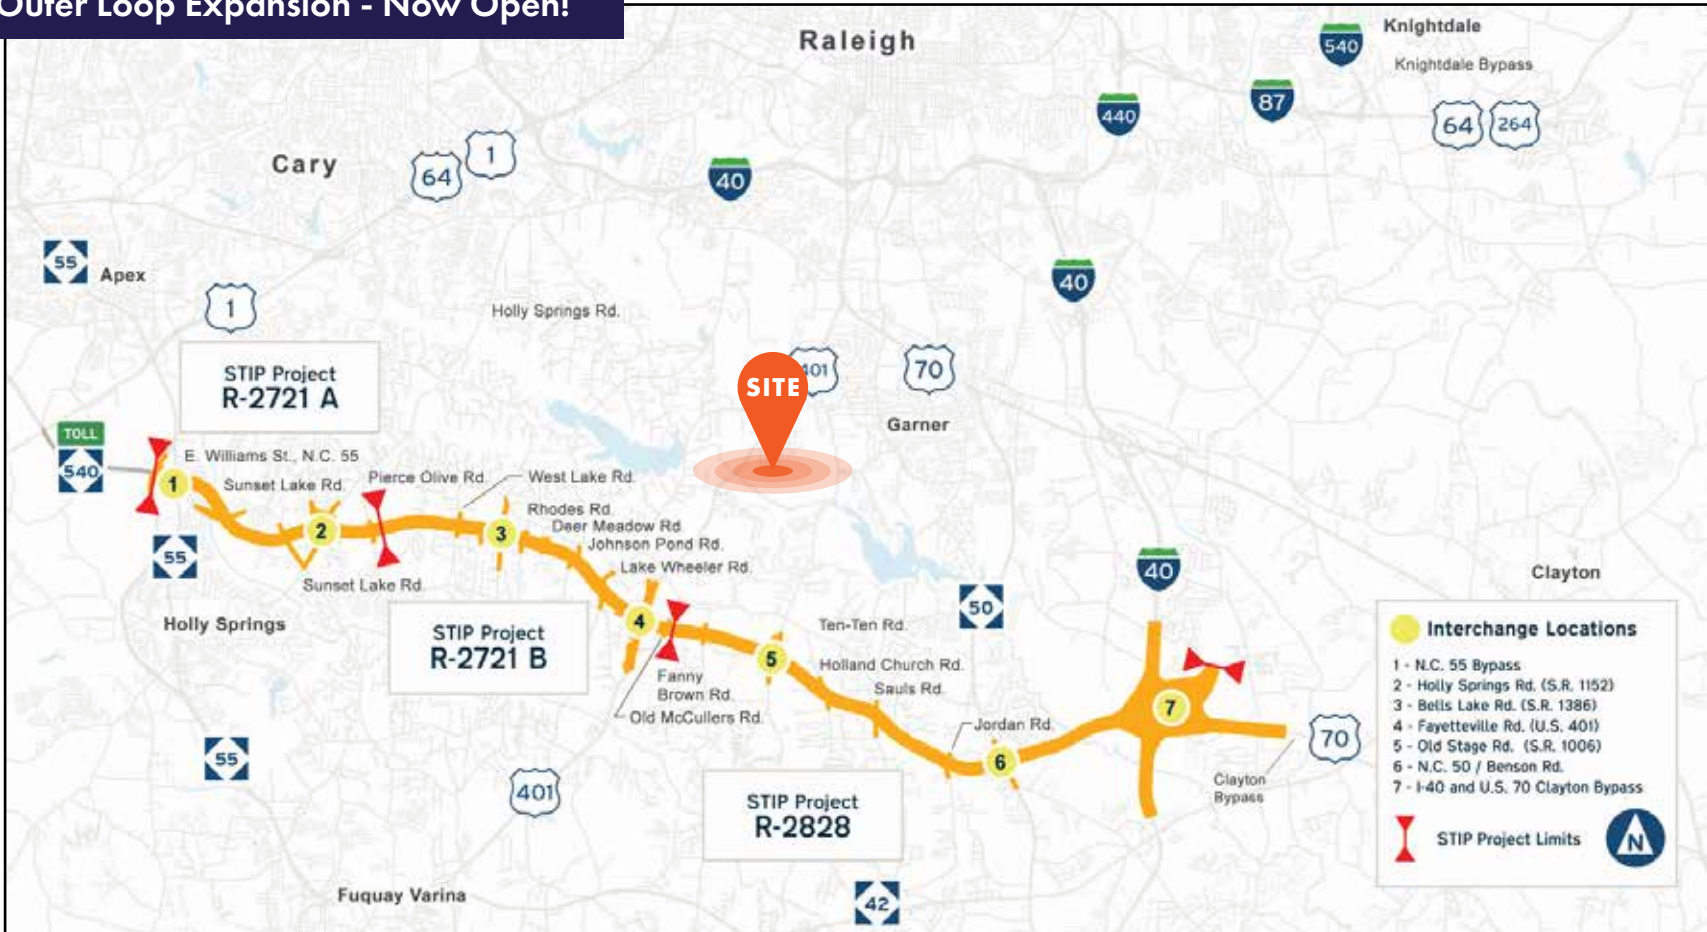 Outer Loop Expansion - Now Open!
Raleigh
Knightdale
540
Knightdale Bypass
87
440
64
264
1
Cary
64
40
55
Apex
40
1
Holly Springs Rd.
401
70
SITE
STIP Project
R-2721 A
Garner
TOLL
540
E. Williams St., N.C. 55
1
Sunset Lake Rd.
Pierce Olive Rd.
West Lake Rd.
2
3
Rhodes Rd.
Deer Meadow Rd.
Johnson Pond Rd.
55
Lake Wheeler Rd.
40
Clayton
Sunset Lake Rd.
50
Holly Springs
4
Ten-Ten Rd.
STIP Project
R-2721 B
5
Holland Church Rd.
Fanny
Brown Rd.
Sauls Rd.
Old McCullers Rd.
7
Jordan Rd.
70
6
55
401
Clayton
Bypass
STIP Project
R-2828
Fuquay Varina
42
Interchange Locations
1 - N.C. 55 Bypass
2 - Holly Springs Rd. (S.R. 1152)
3 - Bells Lake Rd. (S.R. 1386)
4 - Fayetteville Rd. (U.S. 401)
5 - Old Stage Rd. (S.R. 1006)
6 - N.C. 50 / Benson Rd.
7 - I-40 and U.S. 70 Clayton Bypass
STIP Project Limits
N